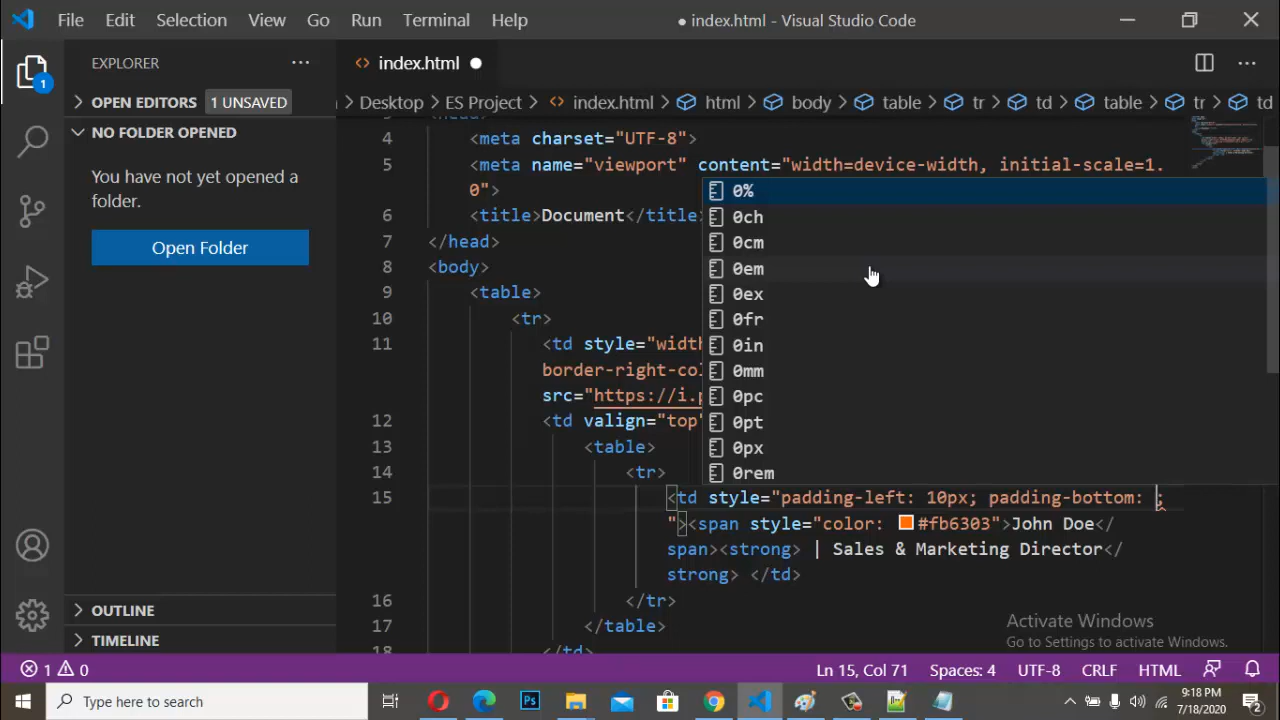 File Edit Selection View Go Run Terminal Help ● index.html - Visual Studio Code
EXPLORER
index.html
OPEN EDITORS 1 UNSAVED
Desktop > ES Project > index.html > html > body > table > tr > td > table > tr > td
NO FOLDER OPENED
You have not yet opened a
folder.
Open Folder
4 <meta charset="UTF-8">
5 <meta name="viewport" content="width=device-width, initial-scale=1.
0">
6 <title>Document</title
7 </head>
8 <body>
9 <table>
10 <tr>
11 <td style="width
border-right-co
src="https://i.p
12 <td valign="top"
13 <table>
14 <tr>
15 <td style="padding-left: 10px; padding-bottom: ;
"><span style="color: #fb6303">John Doe</
span><strong> | Sales & Marketing Director</
strong> </td>
16 </tr>
17 </table>
18 </td>
0%
0ch
0cm
0em
0ex
0fr
0in
0mm
0pc
0pt
0px
0rem
1
OUTLINE
TIMELINE
Activate Windows
Go to Settings to activate Windows.
1 0 Ln 15, Col 71 Spaces: 4 UTF-8 CRLF HTML
Type here to search
Ps
9:18 PM
7/18/2020
2